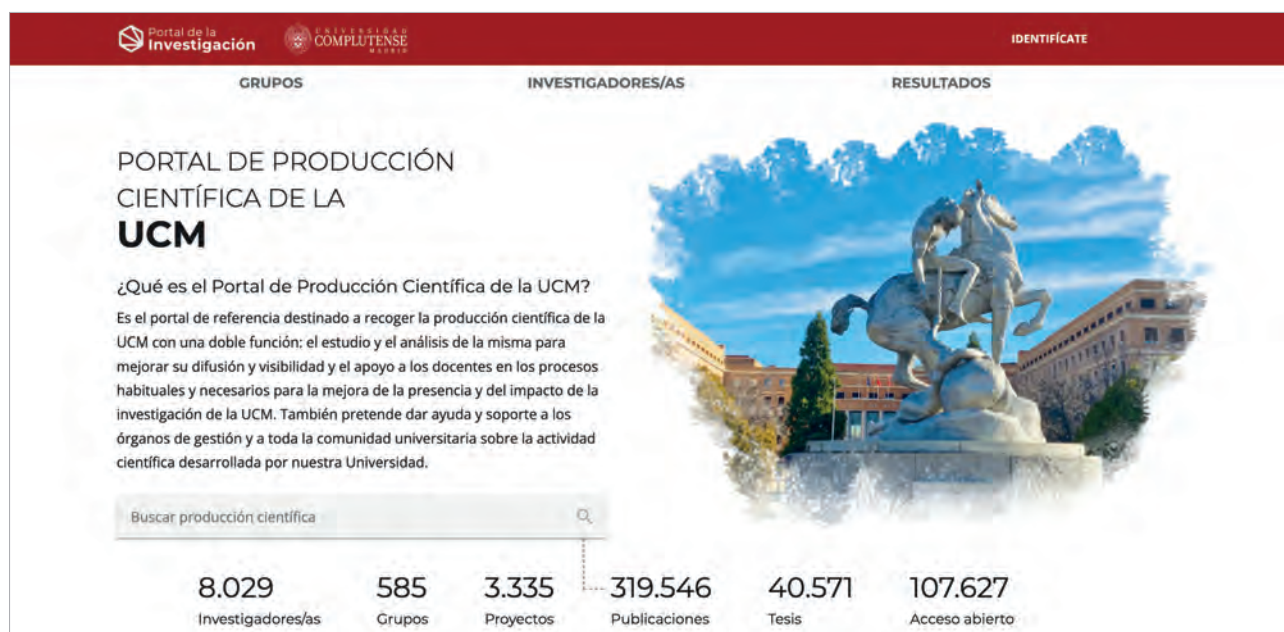 Portal de la
Investigación
UNIVERSIDAD
COMPLUTENSE
MADRID
IDENTIFÍCATE
GRUPOS
INVESTIGADORES/AS
RESULTADOS
PORTAL DE PRODUCCIÓN
CIENTÍFICA DE LA
UCM
¿Qué es el Portal de Producción Científica de la UCM?
Es el portal de referencia destinado a recoger la producción científica de la
UCM con una doble función: el estudio y el análisis de la misma para
mejorar su difusión y visibilidad y el apoyo a los docentes en los procesos
habituales y necesarios para la mejora de la presencia y del impacto de la
investigación de la UCM. También pretende dar ayuda y soporte a los
órganos de gestión y a toda la comunidad universitaria sobre la actividad
científica desarrollada por nuestra Universidad.
Buscar producción científica
8.029
Investigadores/as
585
Grupos
3.335
Proyectos
319.546
Publicaciones
40.571
Tesis
107.627
Acceso abierto